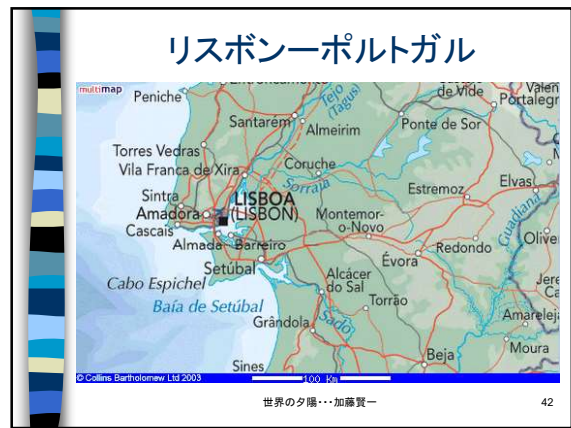 リスボンーポルトガル
multimap
Peniche
de Vide
Valen
Portalegr
Tejo
(Tagus)
Santarém
Almeirim
Ponte de Sor
Torres Vedras
Vila Franca de Xira
Coruche
Sorraia
Estremoz
Elvas
Sintra
LISBOA
Amadora
(LISBON)
Montemor-
o-Novo
Guadiana
Cascais
Almada
Barreiro
Redondo
Olive
Évora
Setúbal
Cabo Espichel
Alcácer
do Sal
Jere
Ca
Baía de Setúbal
Torrão
Sado
Grândola
Amareleja
Moura
Beja
Sines
© Collins Bartholomew Ltd 2003
100 Km
世界の夕陽・・・加藤賢一
42